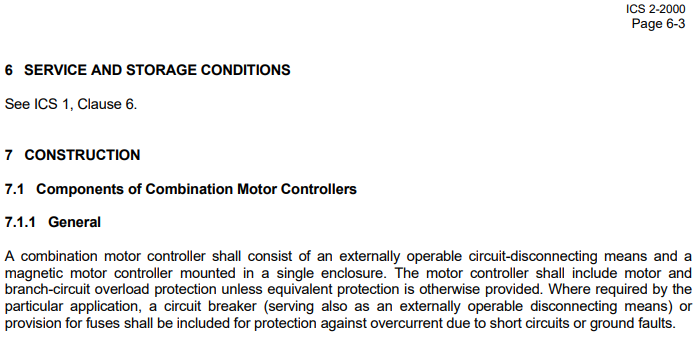 ICS 2-2000
Page 6-3
6 SERVICE AND STORAGE CONDITIONS
See ICS 1, Clause 6.
7 CONSTRUCTION
7.1 Components of Combination Motor Controllers
7.1.1 General
A combination motor controller shall consist of an externally operable circuit-disconnecting means and a
magnetic motor controller mounted in a single enclosure. The motor controller shall include motor and
branch-circuit overload protection unless equivalent protection is otherwise provided. Where required by the
particular application, a circuit breaker (serving also as an externally operable disconnecting means) or
provision for fuses shall be included for protection against overcurrent due to short circuits or ground faults.